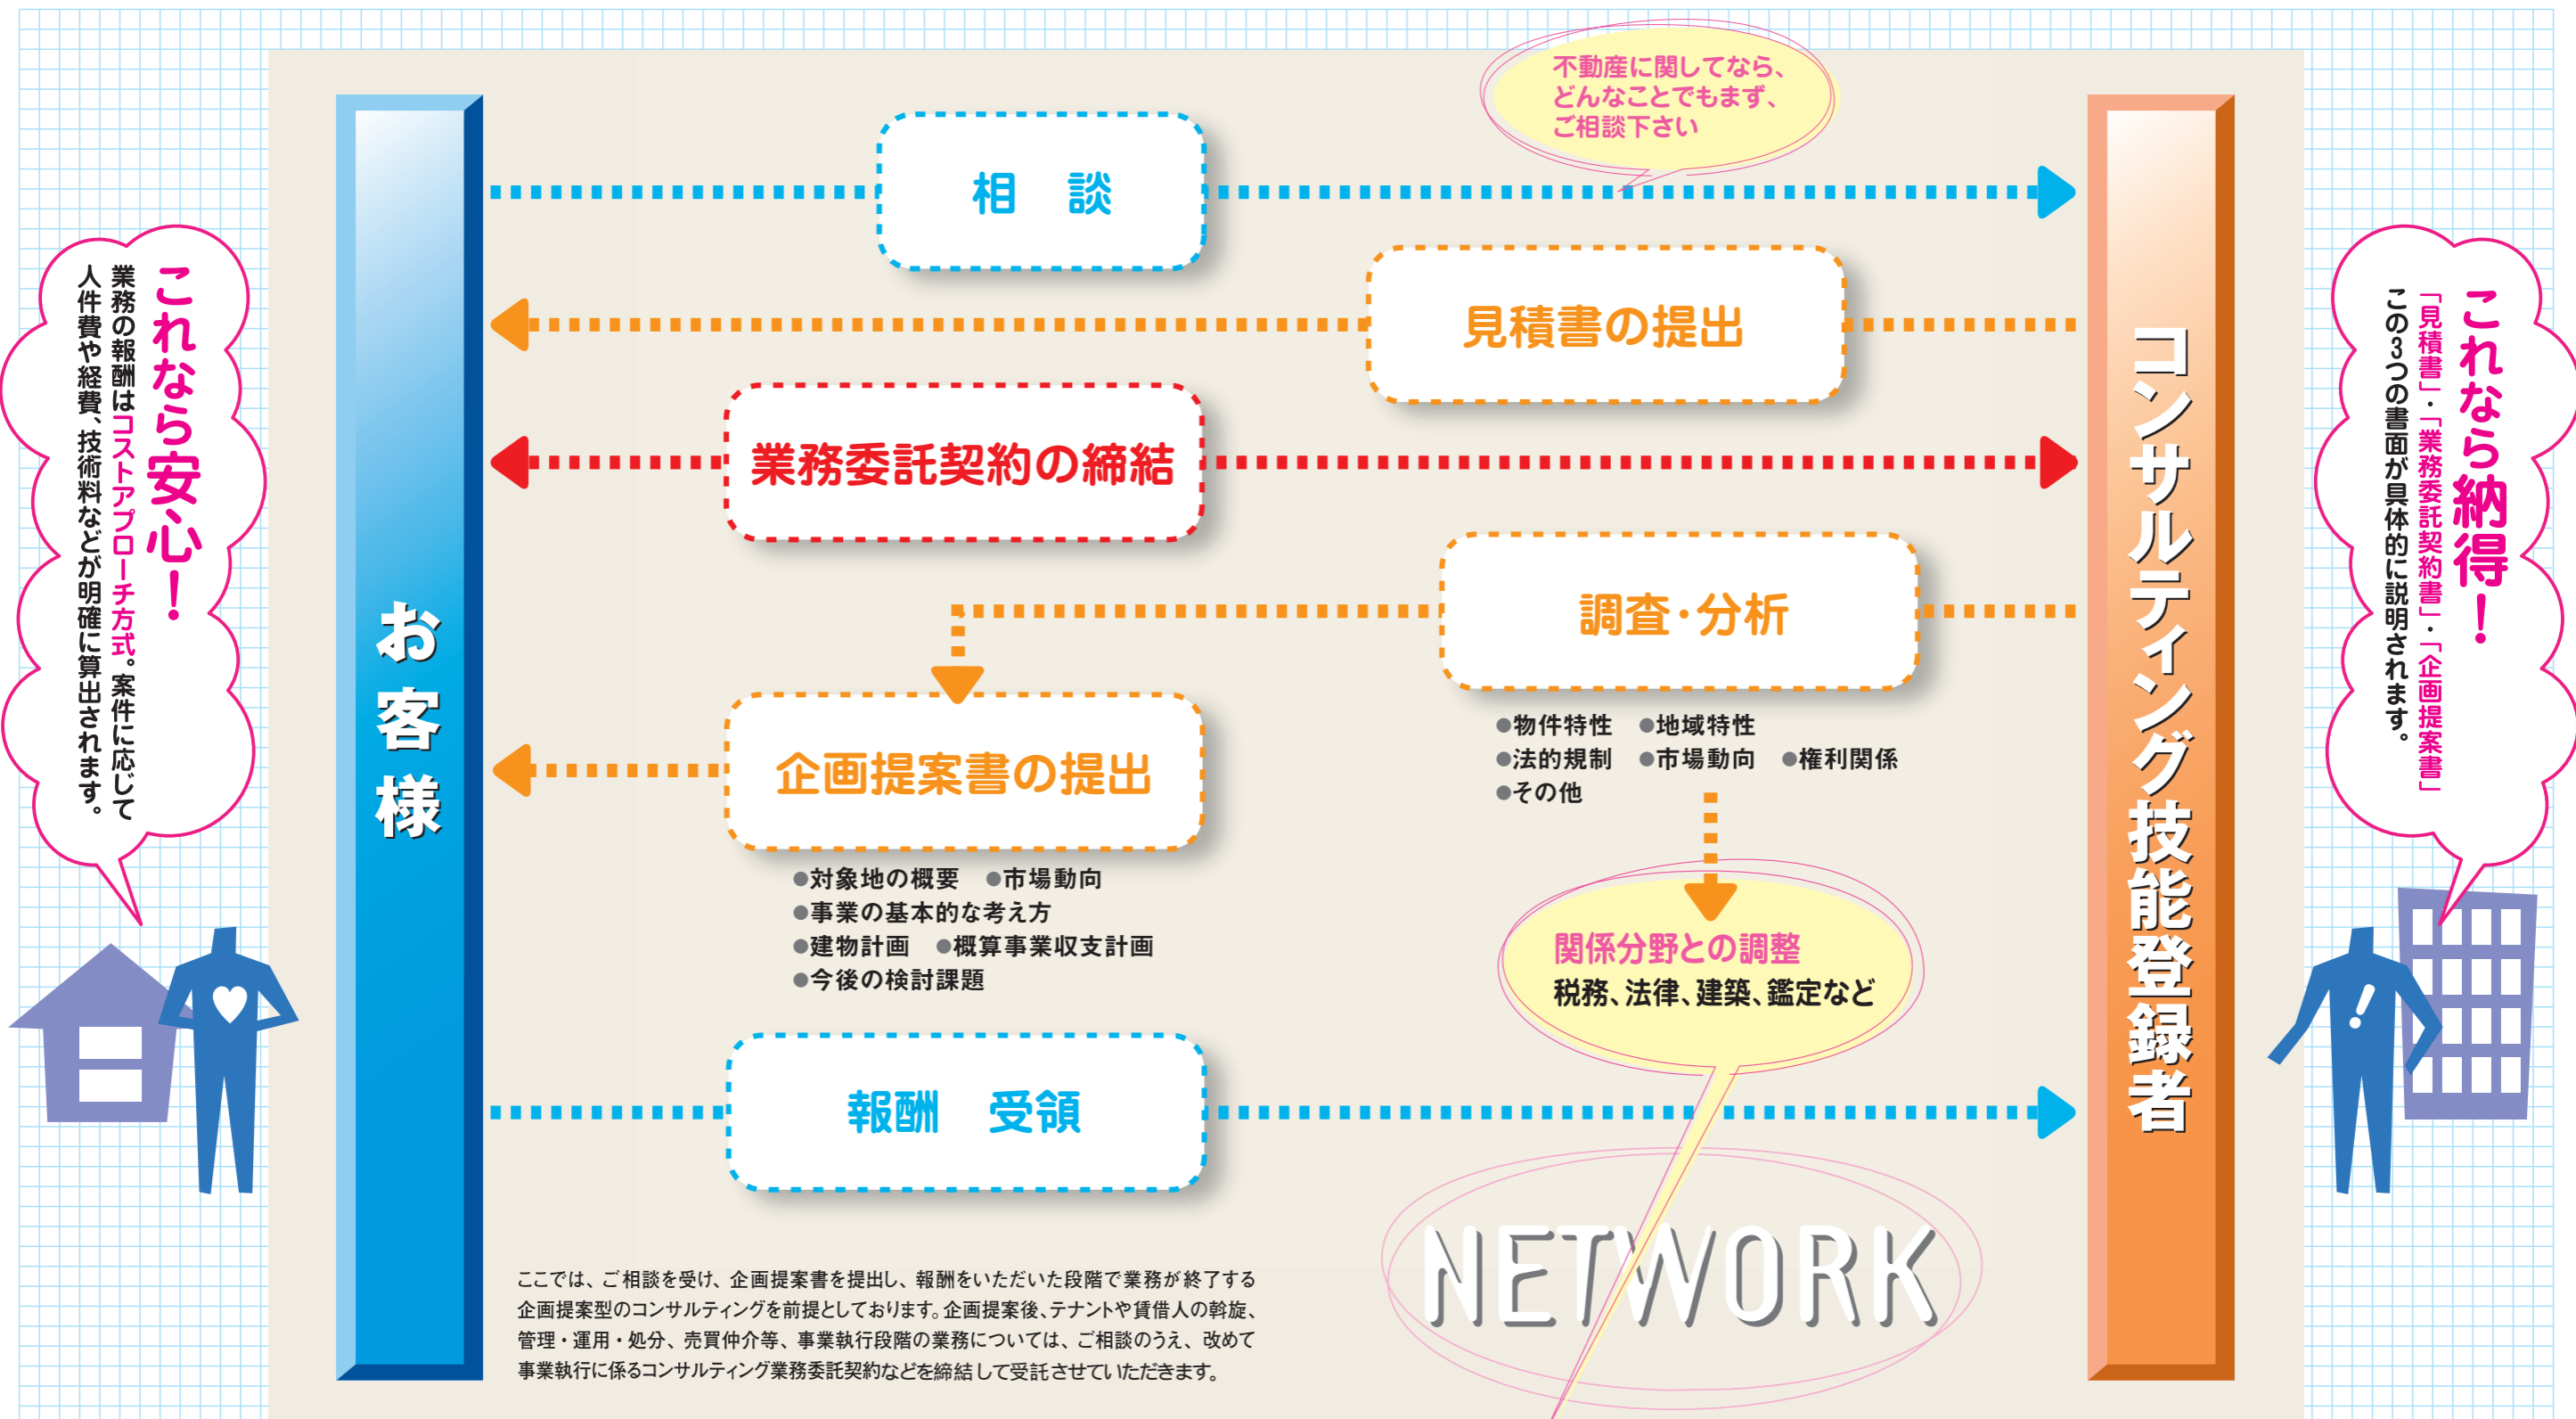 不動産に関してなら、
どんなことでもまず、
ご相談下さい
相　談
見積書の提出
業務委託契約の締結
調査・分析
●物件特性　●地域特性
●法的規制　●市場動向　●権利関係
●その他
企画提案書の提出
●対象地の概要　●市場動向
●事業の基本的な考え方
●建物計画　●概算事業収支計画
●今後の検討課題
関係分野との調整
税務、法律、建築、鑑定など
報酬　受領
NETWORK
ここでは、ご相談を受け、企画提案書を提出し、報酬をいただいた段階で業務が終了する
企画提案型のコンサルティングを前提としております。企画提案後、テナントや賃借人の斡旋、
管理・運用・処分、売買仲介等、事業執行段階の業務については、ご相談のうえ、改めて
事業執行に係るコンサルティング業務委託契約などを締結して受託させていただきます。
お客様
コンサルティング技能登録者
これなら安心！
業務の報酬はコストアプローチ方式。案件に応じて
人件費や経費、技術料などが明確に算出されます。
これなら納得！
「見積書」・「業務委託契約書」・「企画提案書」
この3つの書面が具体的に説明されます。
！